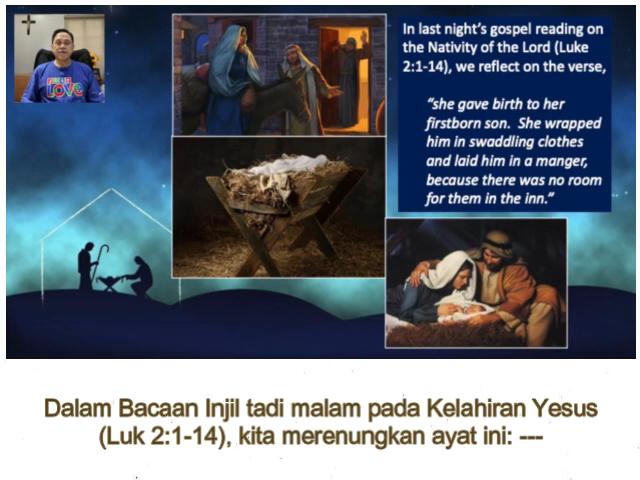 LOVE
In last night's gospel reading on
the Nativity of the Lord (Luke
2:1-14), we reflect on the verse,
"she gave birth to her
firstborn son. She wrapped
him in swaddling clothes
and laid him in a manger,
because there was no room
for them in the inn."
Dalam Bacaan Injil tadi malam pada Kelahiran Yesus
(Luk 2:1-14), kita merenungkan ayat ini: ---